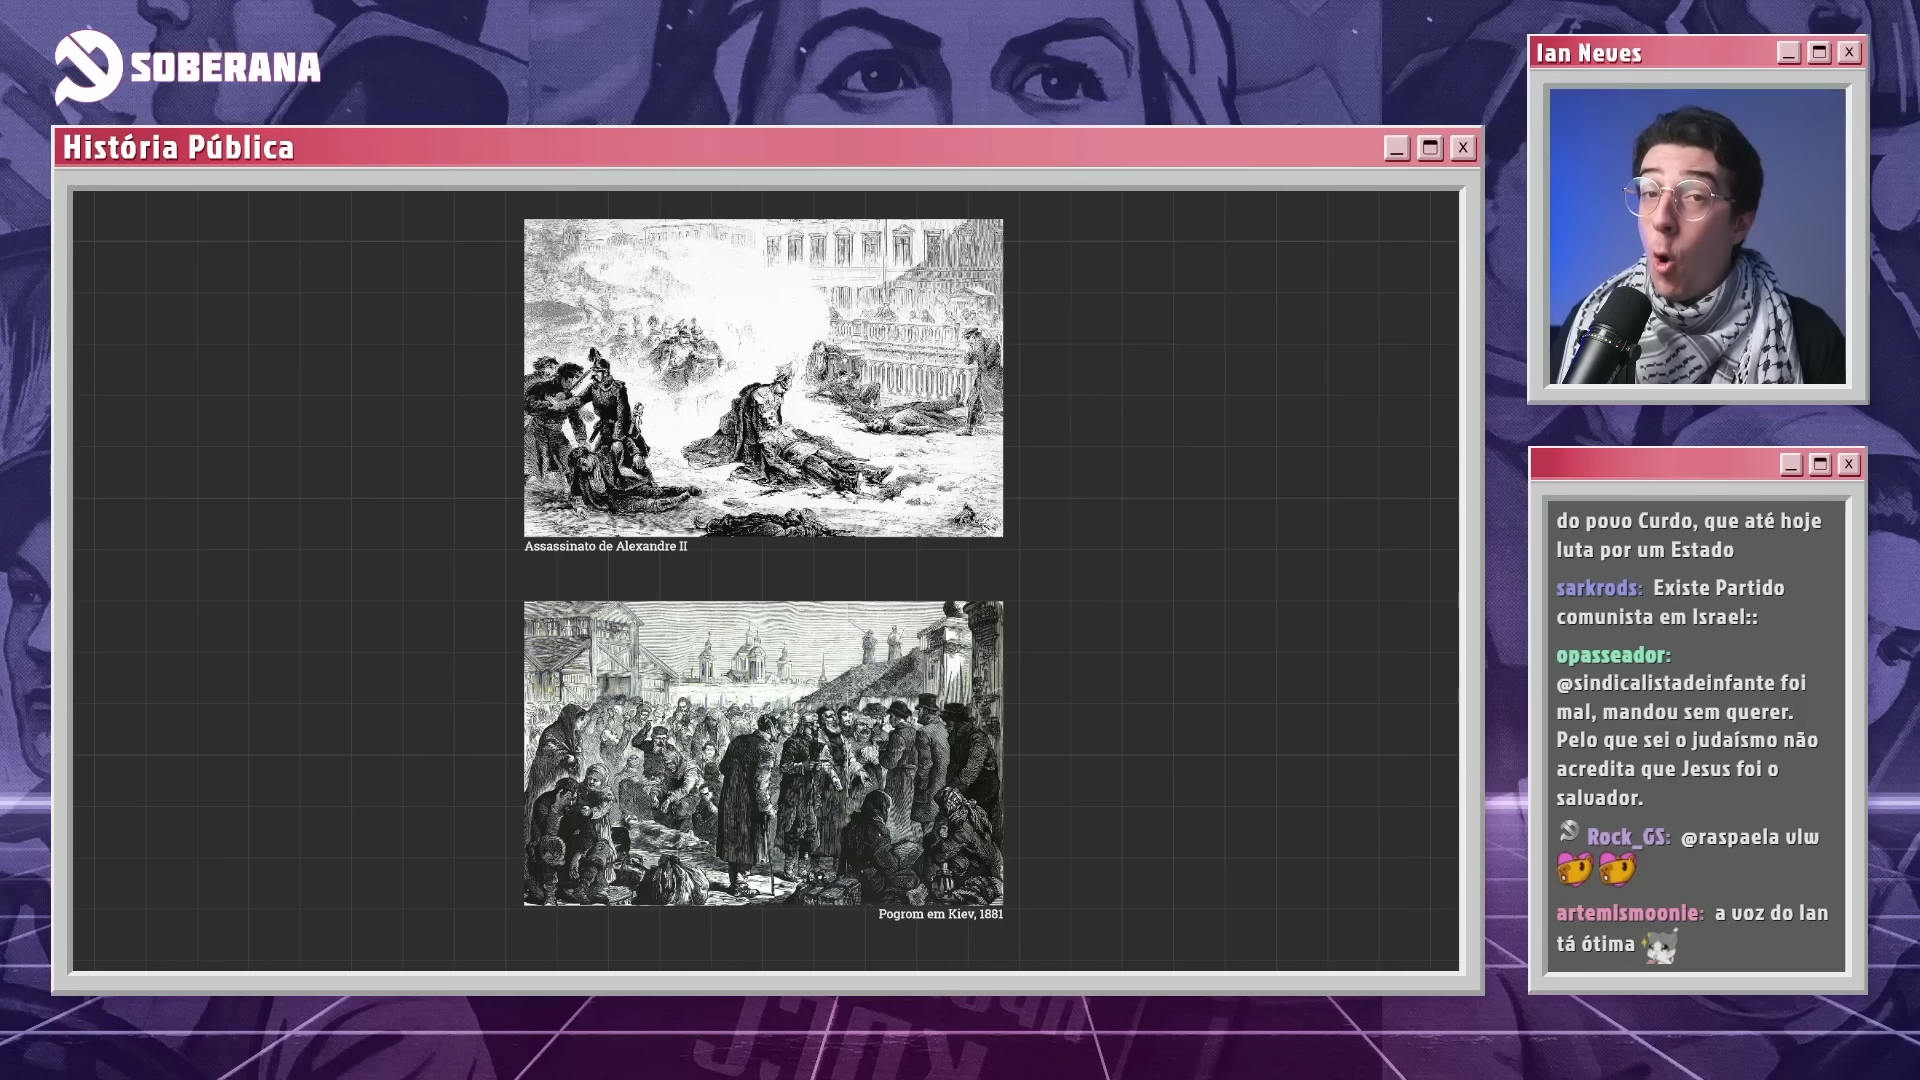 SOBERANA
História Pública
Assassinato de Alexandre II
Pogrom em Kiev, 1881
Ian Neves
do povo Curdo, que até hoje
luta por um Estado
sarkrods: Existe Partido
comunista em Israel::
opasseador:
@sindicalistadeinfante foi
mal, mandou sem querer.
Pelo que sei o judaísmo não
acredita que Jesus foi o
salvador.
Rock_GS: @raspaela vlw
artemismoonie: a voz do Ian
tá ótima